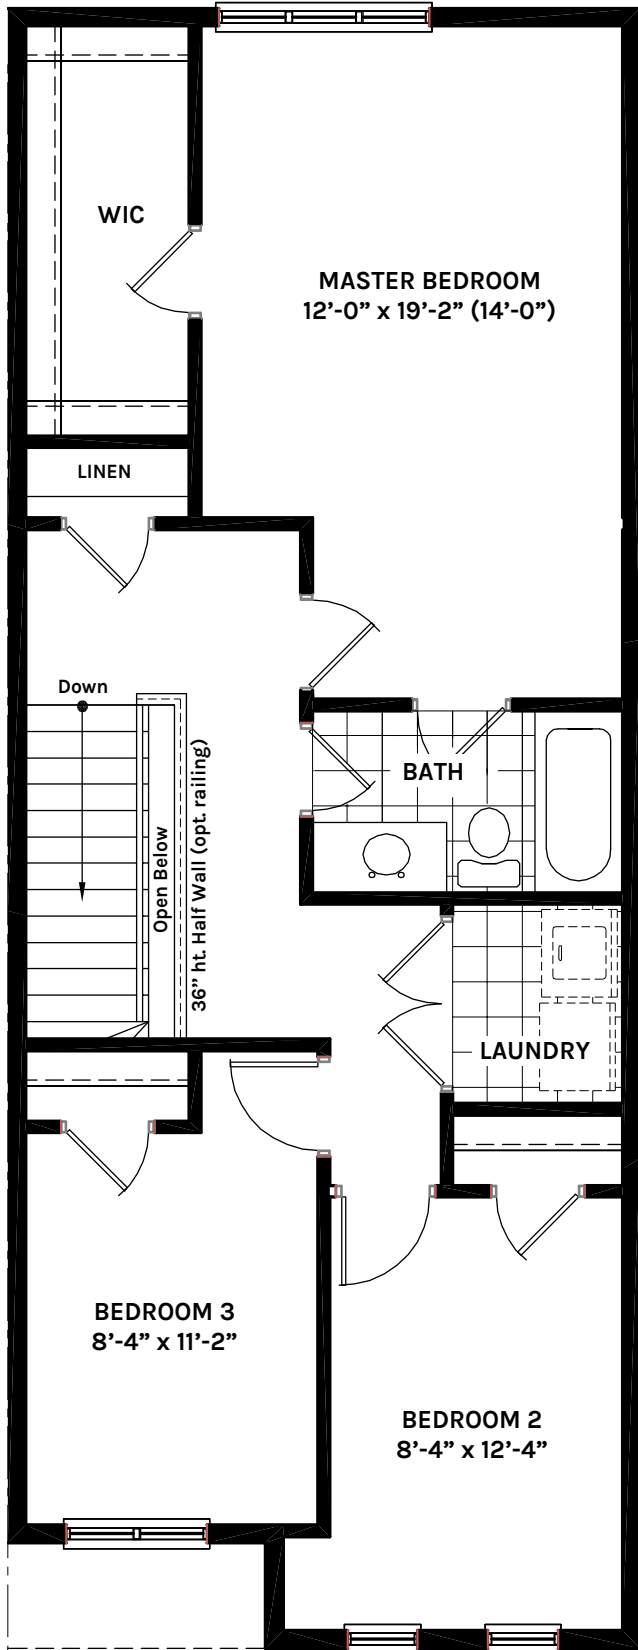 WIC
MASTER BEDROOM
12’-0” x 19’-2” (14’-0”)
LINEN
Down
BATH
Open Below
36” ht. Half Wall (opt. railing)
LAUNDRY
BEDROOM 3
8’-4” x 11’-2”
BEDROOM 2
8’-4” x 12’-4”